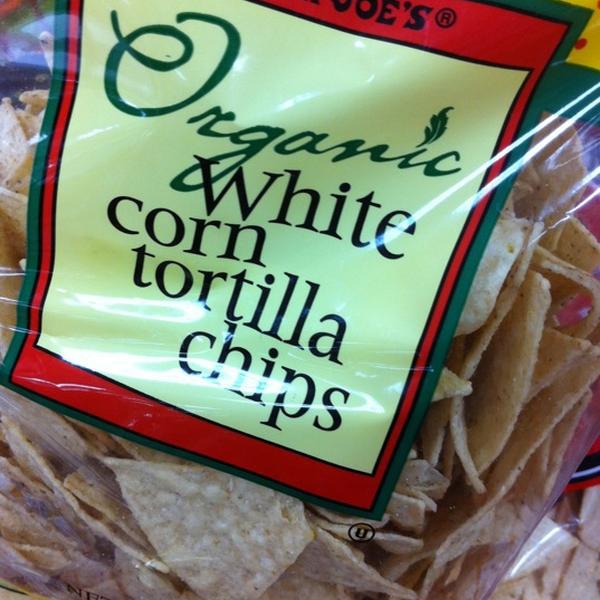 JOE'S®
Organic
White
corn
tortilla
chips
U